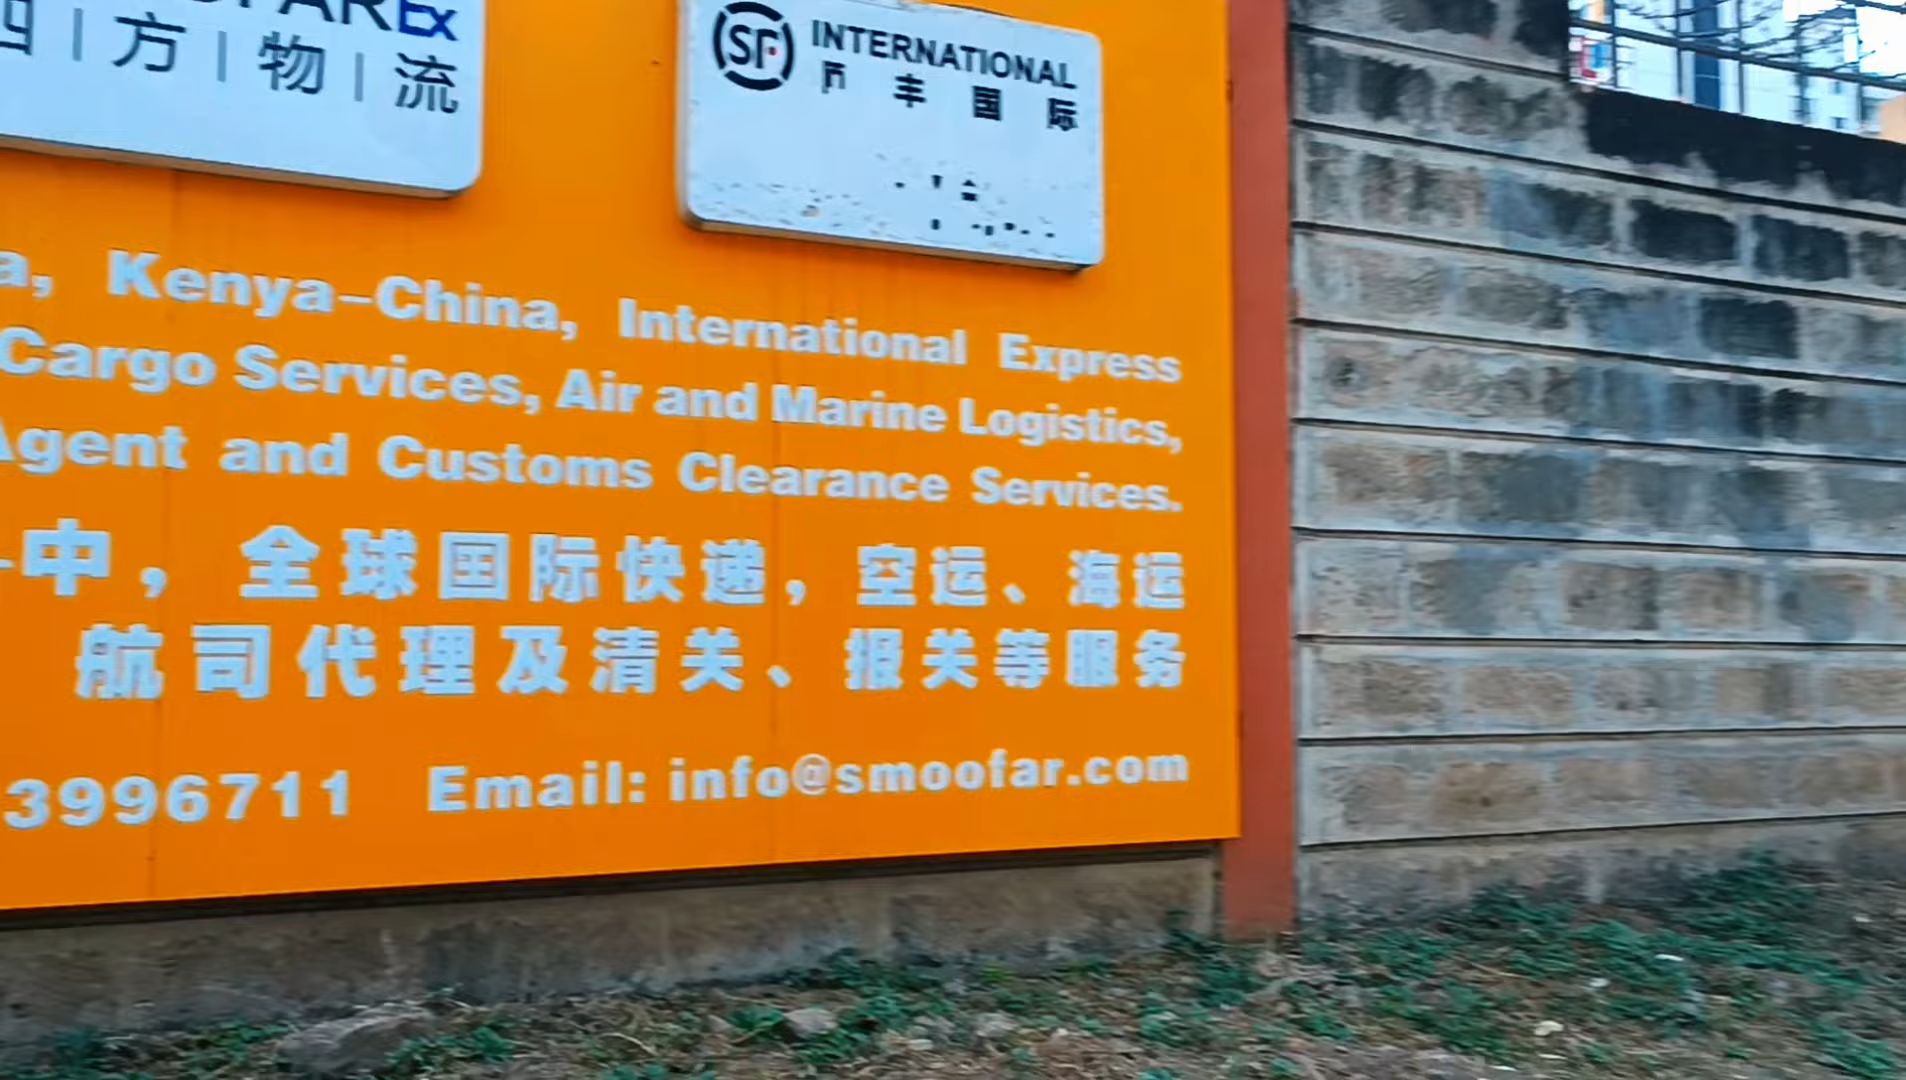 FAREx
四 | 方 | 物 | 流
SF INTERNATIONAL
丰 国 际
a, Kenya-China, International Express
Cargo Services, Air and Marine Logistics,
Agent and Customs Clearance Services.
-中，全球国际快递，空运、海运
航司代理及清关、报关等服务
3996711 Email: info@smoofar.com